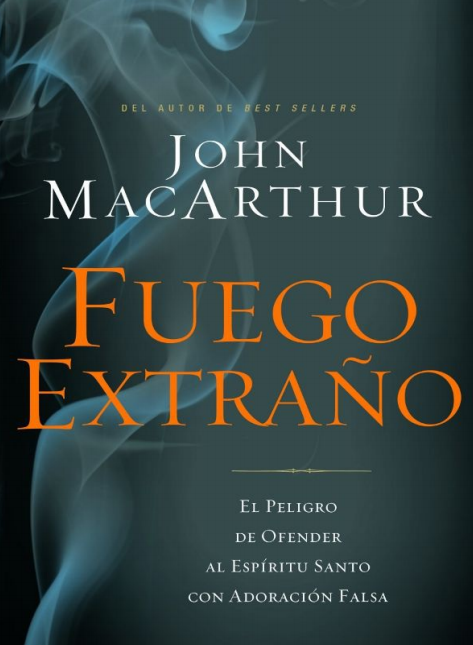 DEL AUTOR DE BEST SELLERS
JOHN
MACARTHUR
FUEGO
EXTRAÑO
EL PELIGRO
DE OFENDER
AL ESPÍRITU SANTO
CON ADORACIÓN FALSA